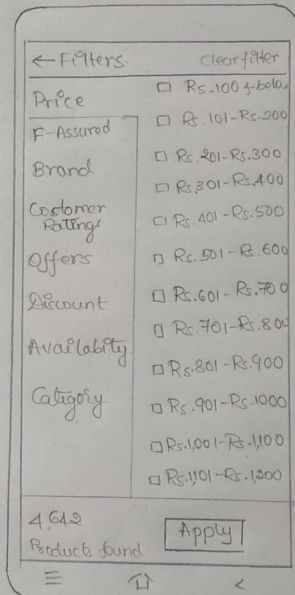 ← Filters
Clear filter
Price
F-Assured
Brand
Costomer
Ratings
Offers
Discount
Availabity
Category
Rs.100 & below
Rs.101-Rs.200
Rs.201-Rs.300
Rs.301-Rs.400
Rs.401-Rs.500
Rs.501-Rs.600
Rs.601-Rs.700
Rs.701-Rs.800
Rs.801-Rs.900
Rs.901-Rs.1000
Rs.1,001-Rs.1,100
Rs.1,101-Rs.1,200
4,642
Products found
Apply